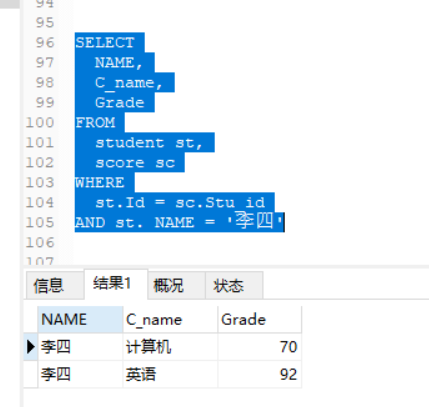 94
95
96 SELECT
97 NAME,
98 C_name,
99 Grade
100 FROM
101 student st,
102 score sc
103 WHERE
104 st.Id = sc.Stu_id
105 AND st. NAME = '李四'
106
107
信息 结果1 概况 状态
NAME C_name Grade
李四 计算机 70
李四 英语 92